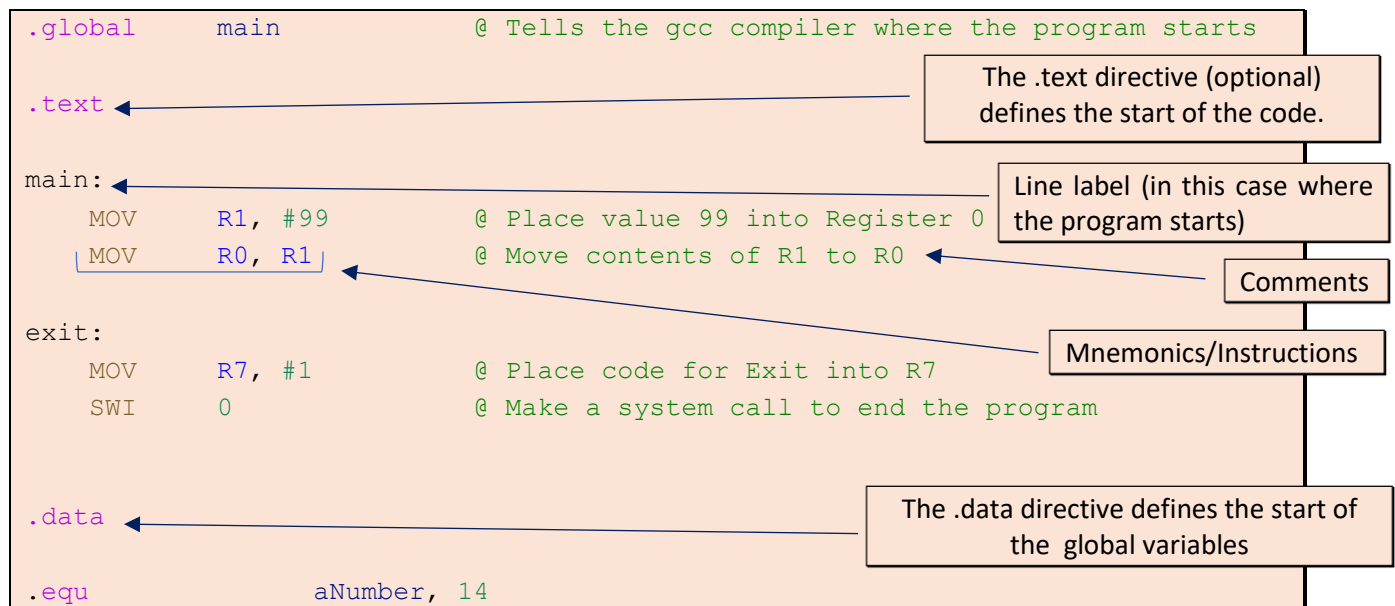 .global main @ Tells the gcc compiler where the program starts
The .text directive (optional)
defines the start of the code.
.text
main:
Line label (in this case where
the program starts)
MOV R1, #99 @ Place value 99 into Register 0
MOV R0, R1 @ Move contents of R1 to R0
Comments
exit:
Mnemonics/Instructions
MOV R7, #1 @ Place code for Exit into R7
SWI 0 @ Make a system call to end the program
.data
The .data directive defines the start of
the global variables
.equ aNumber, 14